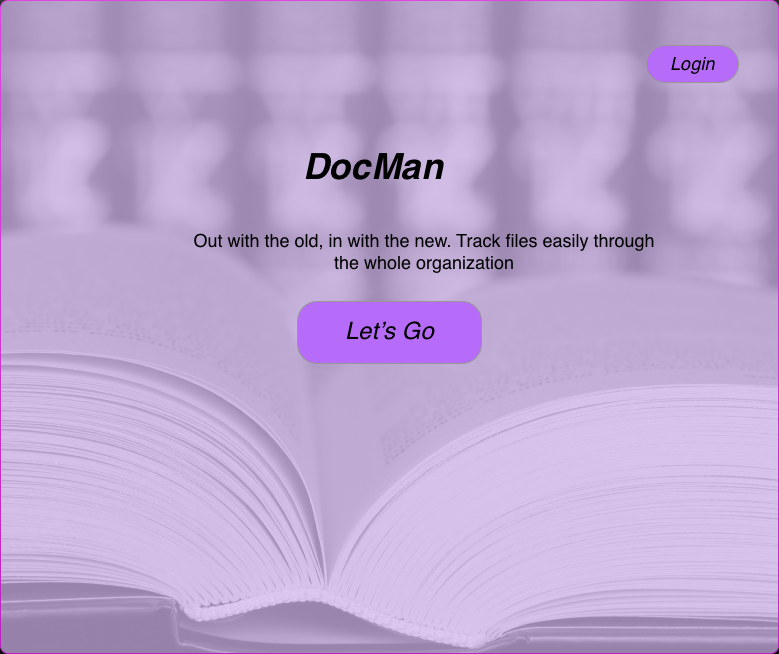 Login
DocMan
Out with the old, in with the new. Track files easily through
the whole organization
Let’s Go